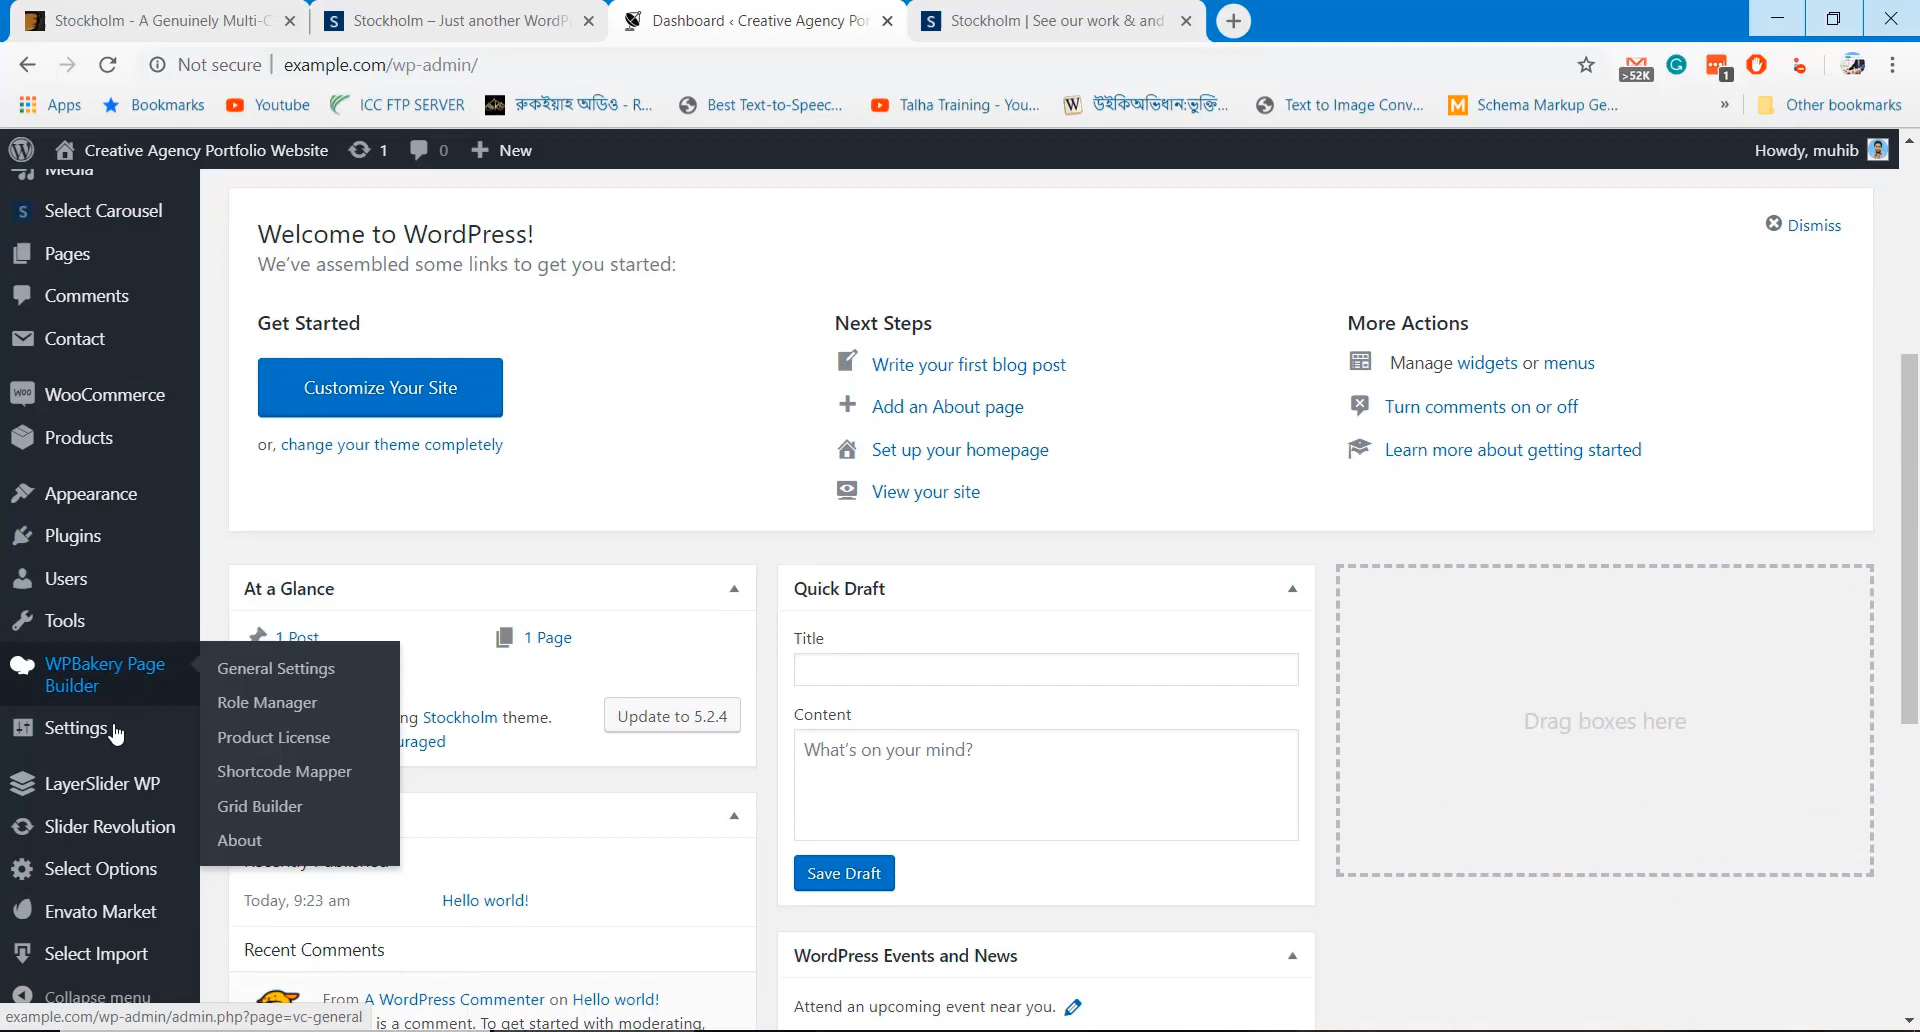 Stockholm - A Genuinely Multi-C
Stockholm – Just another WordP
Dashboard ‹ Creative Agency Por
Stockholm | See our work & and
Not secure
example.com/wp-admin/
>52K
1
Apps
Bookmarks
Youtube
ICC FTP SERVER
রুকইয়াহ অডিও - R...
Best Text-to-Speec...
Talha Training - You...
উইকিঅভিধান:ভুক্তি...
Text to Image Conv...
Schema Markup Ge...
»
Other bookmarks
Creative Agency Portfolio Website
1
0
New
Howdy, muhib
Media
Select Carousel
Pages
Comments
Contact
WooCommerce
Products
Appearance
Plugins
Users
Tools
WPBakery Page
Builder
Settings
LayerSlider WP
Slider Revolution
Select Options
Envato Market
Select Import
Collapse menu
General Settings
Role Manager
Product License
Shortcode Mapper
Grid Builder
About
Welcome to WordPress!
Dismiss
We've assembled some links to get you started:
Get Started
Customize Your Site
or, change your theme completely
Next Steps
Write your first blog post
Add an About page
Set up your homepage
View your site
More Actions
Manage widgets or menus
Turn comments on or off
Learn more about getting started
At a Glance
1 Post
1 Page
ng Stockholm theme.
Update to 5.2.4
uraged
Recently Published
Today, 9:23 am
Hello world!
Recent Comments
From A WordPress Commenter on Hello world!
is a comment. To get started with moderating,
Quick Draft
Title
Content
What's on your mind?
Save Draft
WordPress Events and News
Attend an upcoming event near you.
Drag boxes here
example.com/wp-admin/admin.php?page=vc-general